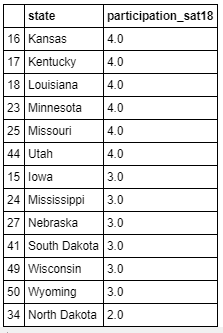 state participation_sat18
16 Kansas 4.0
17 Kentucky 4.0
18 Louisiana 4.0
23 Minnesota 4.0
25 Missouri 4.0
44 Utah 4.0
15 Iowa 3.0
24 Mississippi 3.0
27 Nebraska 3.0
41 South Dakota 3.0
49 Wisconsin 3.0
50 Wyoming 3.0
34 North Dakota 2.0